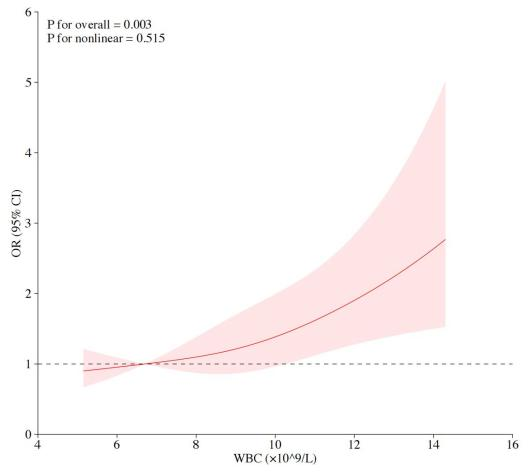 P for overall = 0.003
P for nonlinear = 0.515
6
5
4
3
2
1
0
OR (95% CI)
4 6 8 10 12 14 16
WBC (×10^9/L)